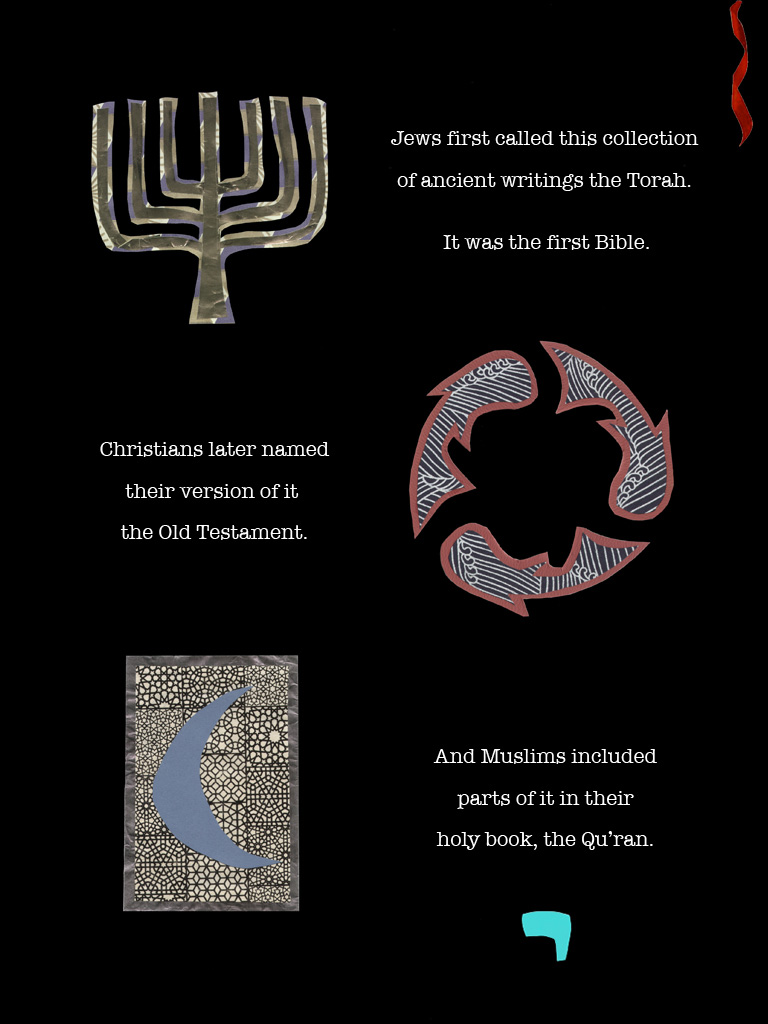 Jews first called this collection
of ancient writings the Torah.
It was the first Bible.
Christians later named
their version of it
the Old Testament.
And Muslims included
parts of it in their
holy book, the Qu’ran.